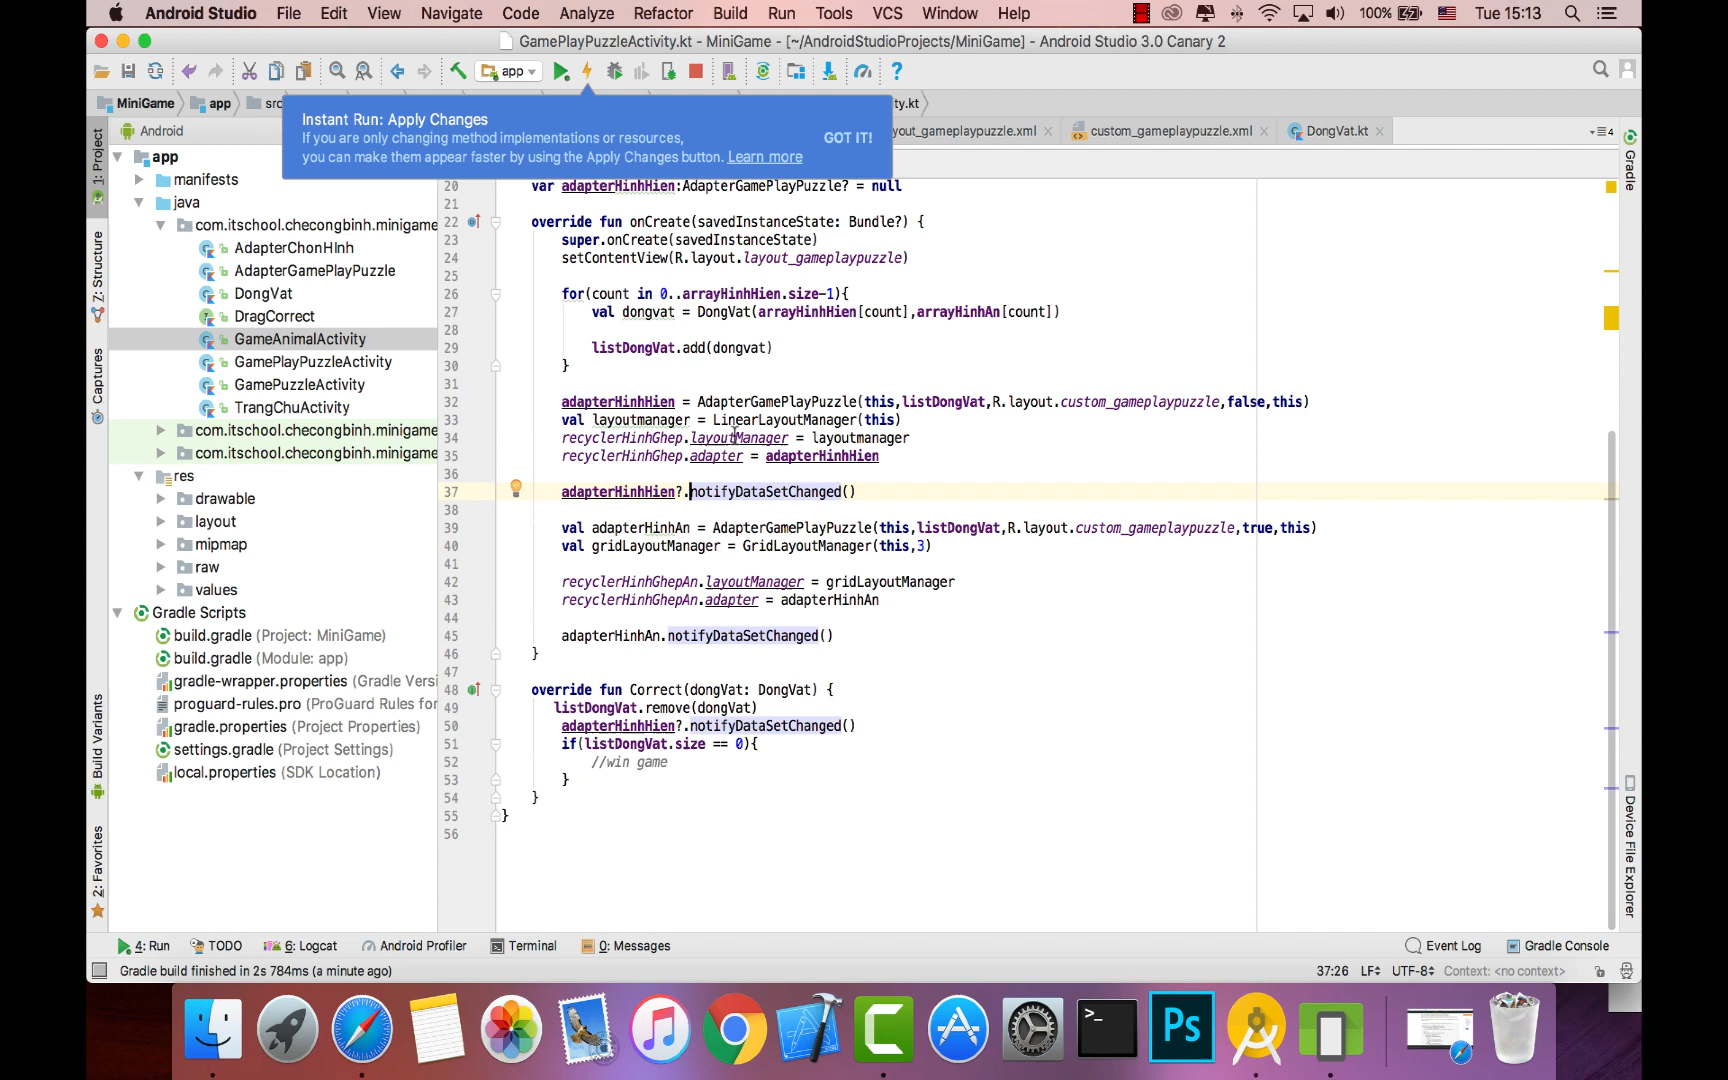 Android Studio File Edit View Navigate Code Analyze Refactor Build Run Tools VCS Window Help 100% Tue 15:13
GamePlayPuzzleActivity.kt - MiniGame - [~/AndroidStudioProjects/MiniGame] - Android Studio 3.0 Canary 2
app
MiniGame app src ty.kt
Instant Run: Apply Changes
If you are only changing method implementations or resources,
you can make them appear faster by using the Apply Changes button. Learn more
GOT IT!
Android
yout_gameplaypuzzle.xml custom_gameplaypuzzle.xml DongVat.kt
1: Project
Z: Structure
Captures
Build Variants
2: Favorites
Gradle
Device File Explorer
app
manifests
java
com.itschool.checongbinh.minigame
AdapterChonHInh
AdapterGamePlayPuzzle
DongVat
DragCorrect
GameAnimalActivity
GamePlayPuzzleActivity
GamePuzzleActivity
TrangChuActivity
com.itschool.checongbinh.minigame
com.itschool.checongbinh.minigame
res
drawable
layout
mipmap
raw
values
Gradle Scripts
build.gradle (Project: MiniGame)
build.gradle (Module: app)
gradle-wrapper.properties (Gradle Versi
proguard-rules.pro (ProGuard Rules for
gradle.properties (Project Properties)
settings.gradle (Project Settings)
local.properties (SDK Location)
20 var adapterHinhHien:AdapterGamePlayPuzzle? = null
21
22 override fun onCreate(savedInstanceState: Bundle?) {
23 super.onCreate(savedInstanceState)
24 setContentView(R.layout.layout_gameplaypuzzle)
25
26 for(count in 0..arrayHinhHien.size-1){
27 val dongvat = DongVat(arrayHinhHien[count],arrayHinhAn[count])
28
29 listDongVat.add(dongvat)
30 }
31
32 adapterHinhHien = AdapterGamePlayPuzzle(this,listDongVat,R.layout.custom_gameplaypuzzle,false,this)
33 val layoutmanager = LinearLayoutManager(this)
34 recyclerHinhGhep.layoutManager = layoutmanager
35 recyclerHinhGhep.adapter = adapterHinhHien
36
37 adapterHinhHien?.notifyDataSetChanged()
38
39 val adapterHinhAn = AdapterGamePlayPuzzle(this,listDongVat,R.layout.custom_gameplaypuzzle,true,this)
40 val gridLayoutManager = GridLayoutManager(this,3)
41
42 recyclerHinhGhepAn.layoutManager = gridLayoutManager
43 recyclerHinhGhepAn.adapter = adapterHinhAn
44
45 adapterHinhAn.notifyDataSetChanged()
46 }
47
48 override fun Correct(dongVat: DongVat) {
49 listDongVat.remove(dongVat)
50 adapterHinhHien?.notifyDataSetChanged()
51 if(listDongVat.size == 0){
52 //win game
53 }
54 }
55 }
56
4: Run TODO 6: Logcat Android Profiler Terminal 0: Messages Event Log Gradle Console
Gradle build finished in 2s 784ms (a minute ago) 37:26 LF UTF-8 Context: <no context>
>_ Ps